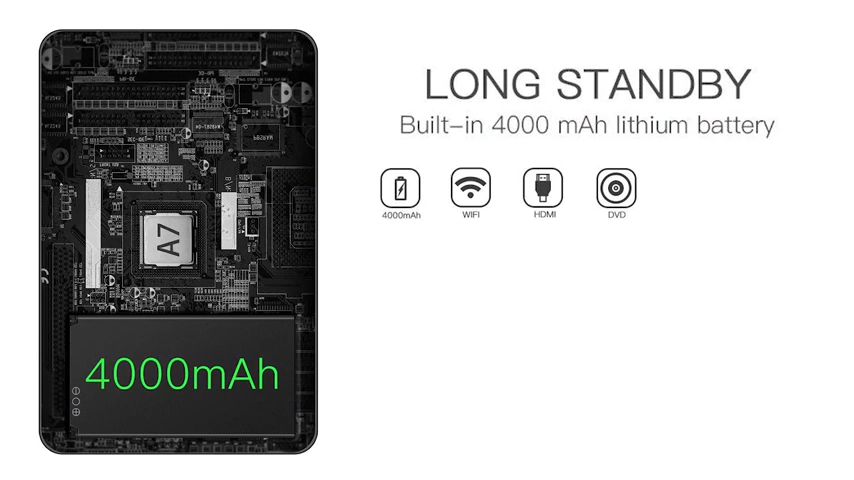 LONG STANDBY
Built-in 4000 mAh lithium battery
4000mAh
WIFI
HDMI
DVD
A7
4000mAh